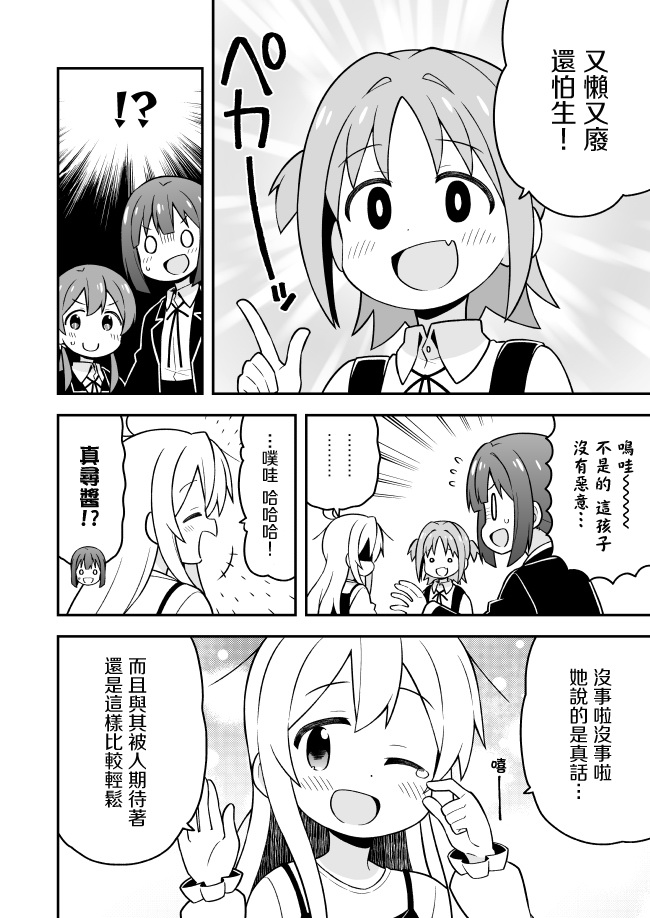 又懶又廢
還怕生！
ペカーーッ
!?
嗚哇~~~~~
不是的 這孩子
沒有惡意…
…………
…………
…噗哇 哈哈哈！
真尋醬!?
沒事啦沒事啦
她說的是真話…
嘻—
而且與其被人期待著
還是這樣比較輕鬆